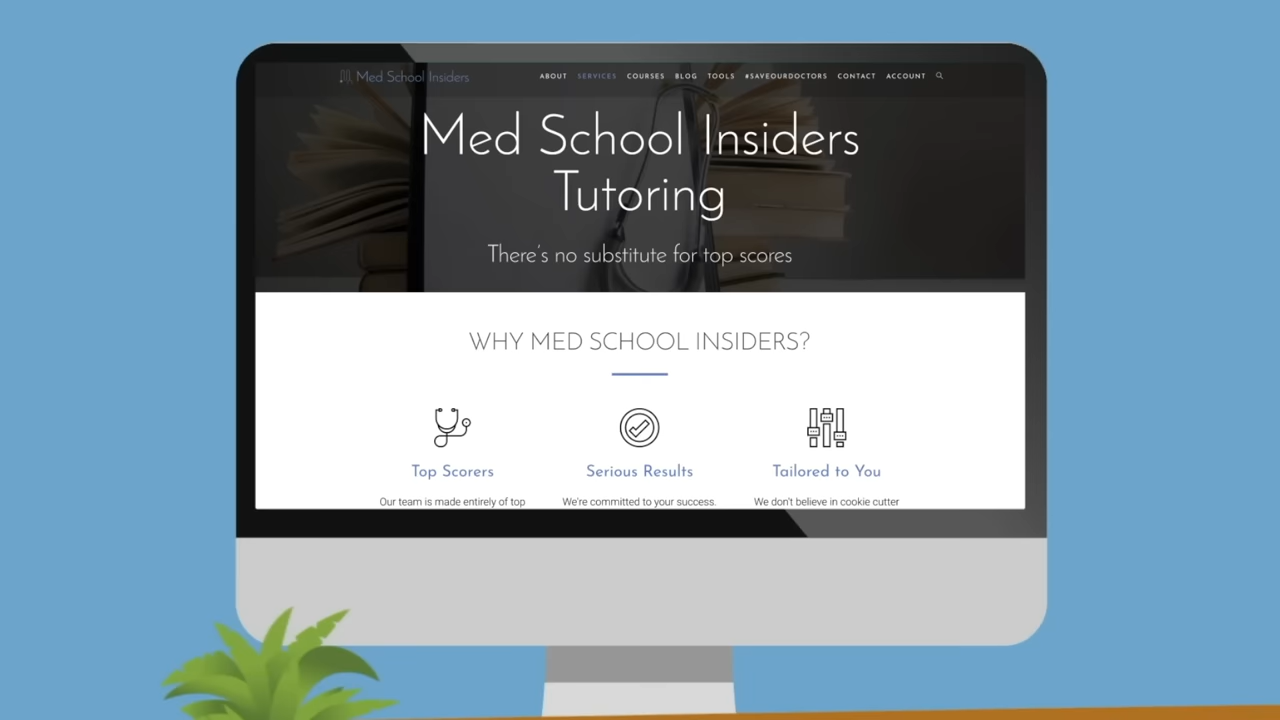 Med School Insiders
ABOUT SERVICES COURSES BLOG TOOLS #SAVEOURDOCTORS CONTACT ACCOUNT
Med School Insiders
Tutoring
There's no substitute for top scores
WHY MED SCHOOL INSIDERS?
Top Scorers Serious Results Tailored to You
Our team is made entirely of top We're committed to your success. We don't believe in cookie cutter